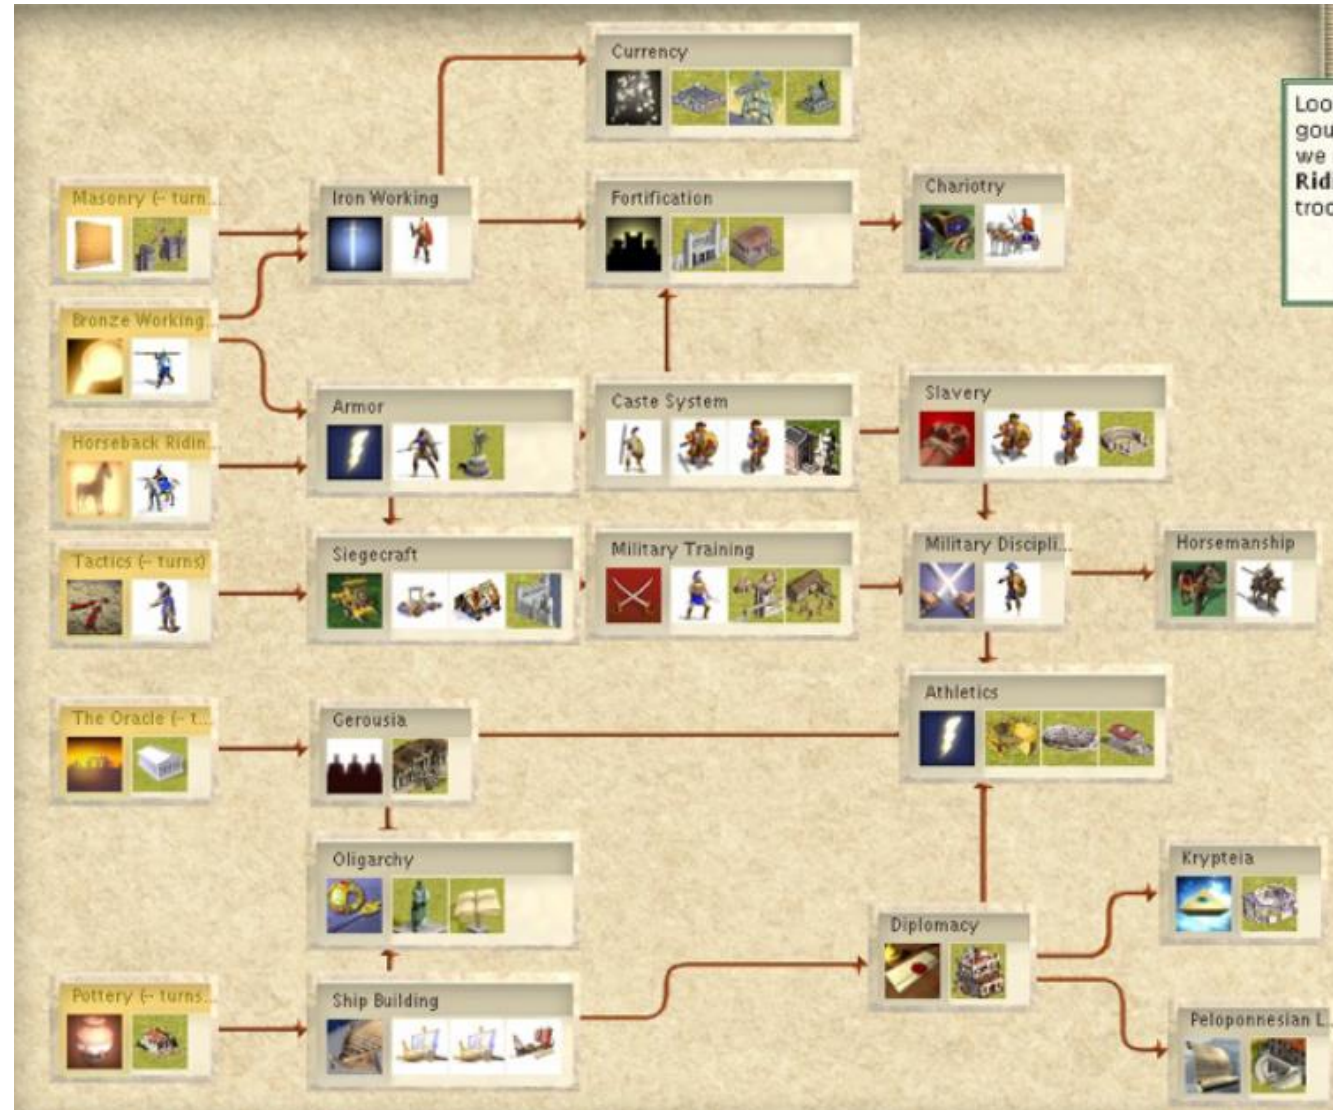 Currency
Loo
gou
we
Rid
troo
Masonry (-- turn...
Iron Working
Fortification
Chariotry
Bronze Working...
Armor
Caste System
Slavery
Horseback Ridin...
Tactics (-- turns)
Siegecraft
Military Training
Military Discipli...
Horsemanship
Athletics
The Oracle (-- t...
Gerousia
Oligarchy
Krypteia
Diplomacy
Pottery (-- turns...
Ship Building
Peloponnesian L...